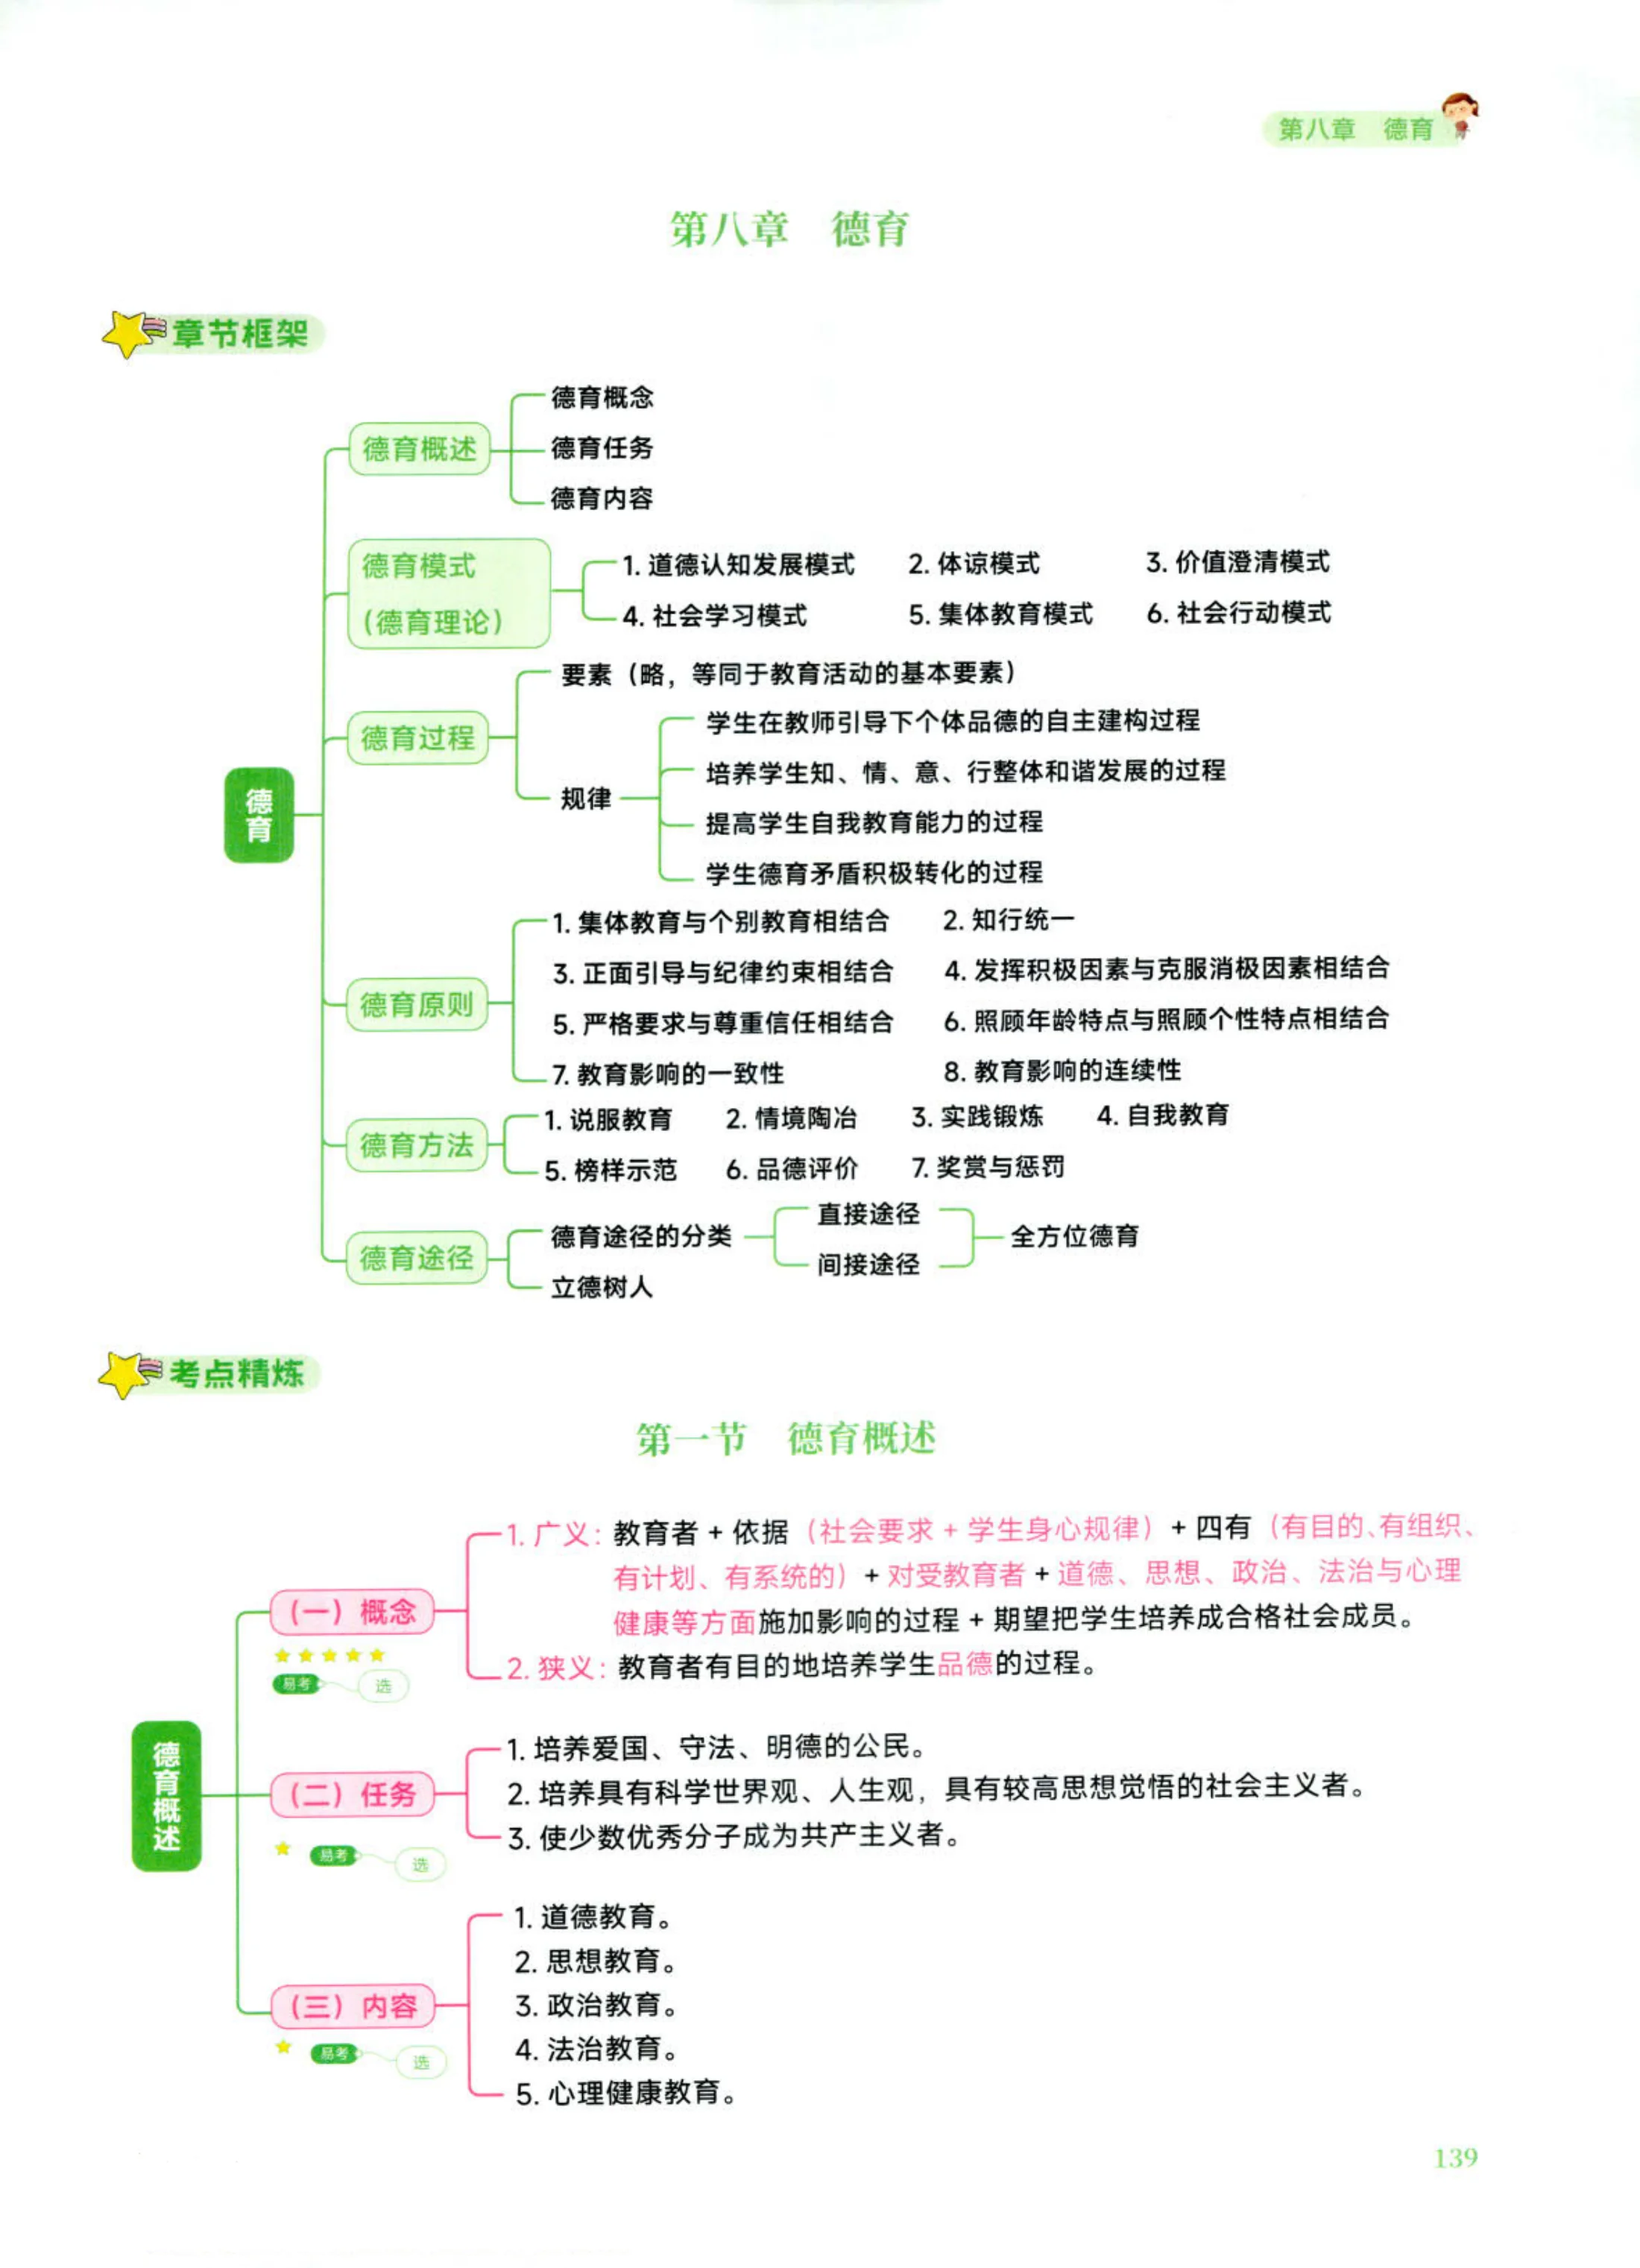 第八章 德育
第八章 德育
章节框架
德育
德育概述
德育概念
德育任务
德育内容
德育模式
（德育理论）
1. 道德认知发展模式 2. 体谅模式 3. 价值澄清模式
4. 社会学习模式 5. 集体教育模式 6. 社会行动模式
德育过程
要素（略，等同于教育活动的基本要素）
规律
学生在教师引导下个体品德的自主建构过程
培养学生知、情、意、行整体和谐发展的过程
提高学生自我教育能力的过程
学生德育矛盾积极转化的过程
德育原则
1. 集体教育与个别教育相结合 2. 知行统一
3. 正面引导与纪律约束相结合 4. 发挥积极因素与克服消极因素相结合
5. 严格要求与尊重信任相结合 6. 照顾年龄特点与照顾个性特点相结合
7. 教育影响的一致性 8. 教育影响的连续性
德育方法
1. 说服教育 2. 情境陶冶 3. 实践锻炼 4. 自我教育
5. 榜样示范 6. 品德评价 7. 奖赏与惩罚
德育途径
德育途径的分类
直接途径
间接途径
全方位德育
立德树人
考点精炼
第一节 德育概述
德育概述
（一）概念
易考 选
1. 广义：教育者 + 依据（社会要求 + 学生身心规律）+ 四有（有目的、有组织、
有计划、有系统的）+ 对受教育者 + 道德、思想、政治、法治与心理
健康等方面施加影响的过程 + 期望把学生培养成合格社会成员。
2. 狭义：教育者有目的地培养学生品德的过程。
（二）任务
易考 选
1. 培养爱国、守法、明德的公民。
2. 培养具有科学世界观、人生观，具有较高思想觉悟的社会主义者。
3. 使少数优秀分子成为共产主义者。
（三）内容
易考 选
1. 道德教育。
2. 思想教育。
3. 政治教育。
4. 法治教育。
5. 心理健康教育。
139